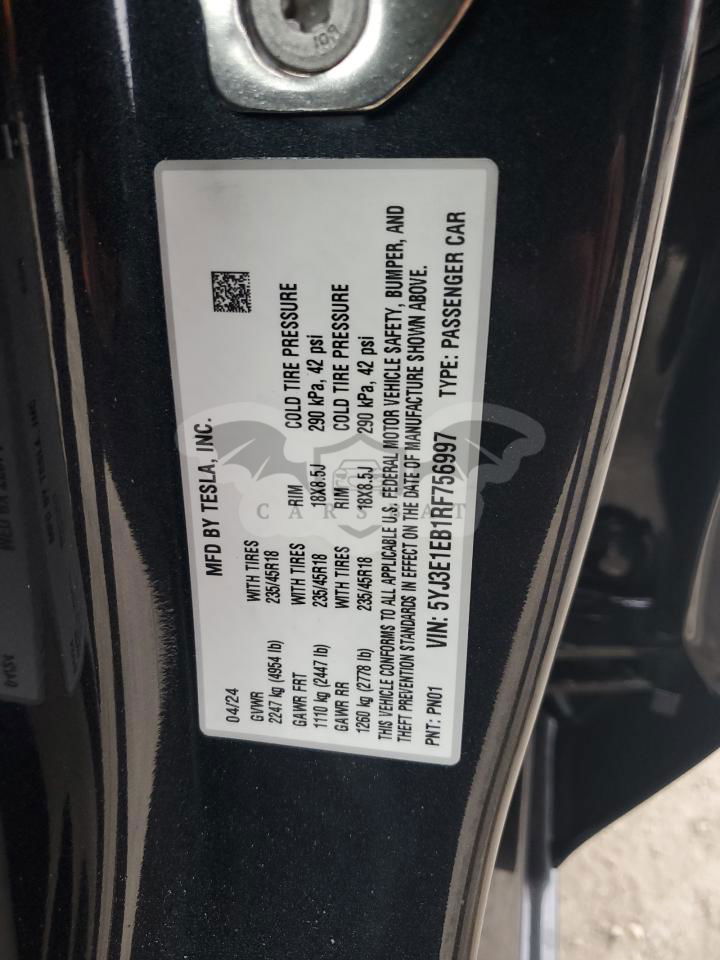 MFD BY TESLA, INC.
04/24
GVWR WITH TIRES RIM COLD TIRE PRESSURE
2247 kg (4954 lb) 235/45R18 18X8.5J 290 kPa, 42 psi
GAWR FRT WITH TIRES RIM COLD TIRE PRESSURE
1110 kg (2447 lb) 235/45R18 18X8.5J 290 kPa, 42 psi
GAWR RR WITH TIRES
1260 kg (2778 lb) 235/45R18
THIS VEHICLE CONFORMS TO ALL APPLICABLE U.S. FEDERAL MOTOR VEHICLE SAFETY, BUMPER, AND
THEFT PREVENTION STANDARDS IN EFFECT ON THE DATE OF MANUFACTURE SHOWN ABOVE.
PNT: PN01 VIN: 5YJ3E1EB1RF756997 TYPE: PASSENGER CAR